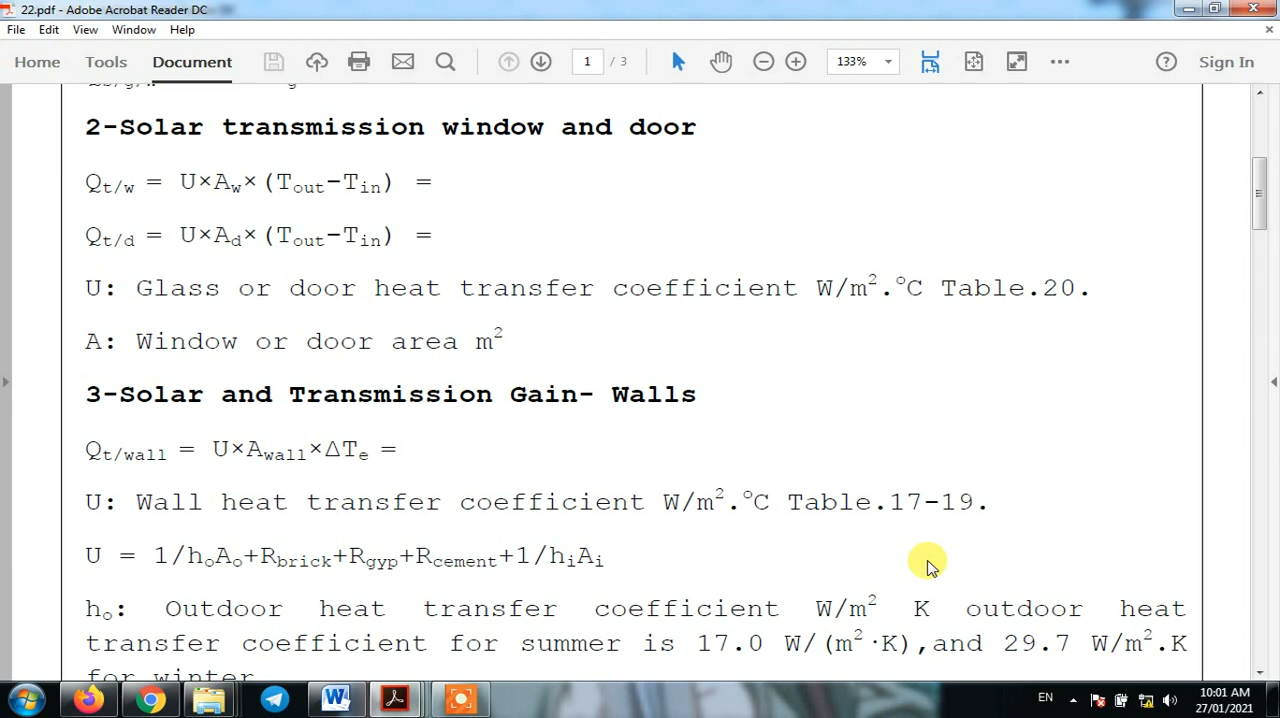 22.pdf - Adobe Acrobat Reader DC
File Edit View Window Help
Home Tools Document 1 / 3 133% Sign In
2-Solar transmission window and door
Qt/w = U×Aw×(Tout-Tin) =
Qt/d = U×Ad×(Tout-Tin) =
U: Glass or door heat transfer coefficient W/m².ºC Table.20.
A: Window or door area m²
3-Solar and Transmission Gain- Walls
Qt/wall = U×Awall×ΔTe =
U: Wall heat transfer coefficient W/m².ºC Table.17-19.
U = 1/hoAo+Rbrick+Rgyp+Rcement+1/hiAi
ho: Outdoor heat transfer coefficient W/m² K outdoor heat
transfer coefficient for summer is 17.0 W/(m²·K),and 29.7 W/m².K
for winter
EN 10:01 AM
27/01/2021